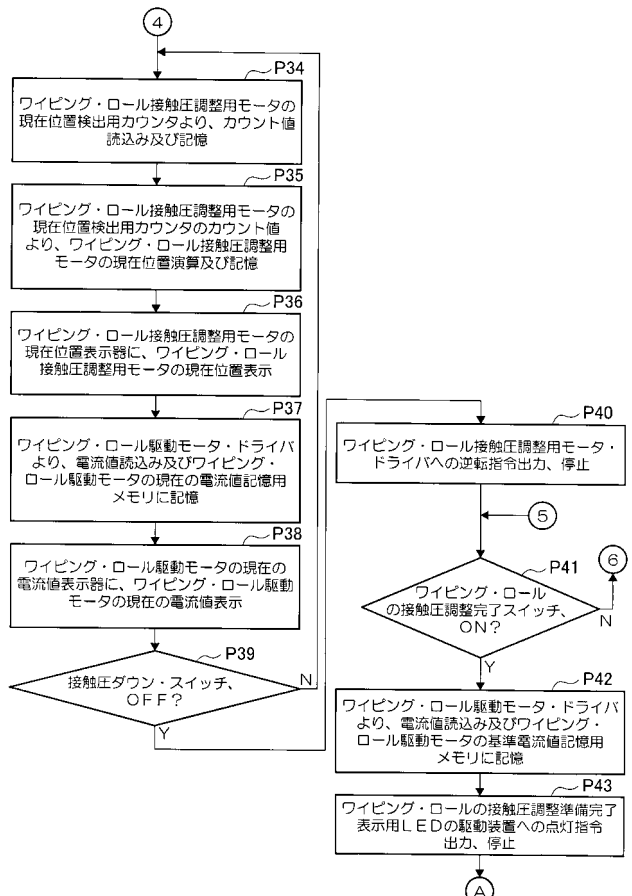 4
P34
ワイピング・ロール接触圧調整用モータの
現在位置検出用カウンタより、カウント値
読込み及び記憶
P35
ワイピング・ロール接触圧調整用モータの
現在位置検出用カウンタのカウント値
より、ワイピング・ロール接触圧調整用
モータの現在位置演算及び記憶
P36
ワイピング・ロール接触圧調整用モータの
現在位置表示器に、ワイピング・ロール
接触圧調整用モータの現在位置表示
P37
ワイピング・ロール駆動モータ・ドライバ
より、電流値読込み及びワイピング・
ロール駆動モータの現在の電流値記憶用
メモリに記憶
P38
ワイピング・ロール駆動モータの現在の
電流値表示器に、ワイピング・ロール駆動
モータの現在の電流値表示
P39
接触圧ダウン・スイッチ、
OFF?
N
Y
P40
ワイピング・ロール接触圧調整用モータ・
ドライバへの逆転指令出力、停止
5
P41
6
ワイピング・ロール
の接触圧調整完了スイッチ、
ON?
N
Y
P42
ワイピング・ロール駆動モータ・ドライバ
より、電流値読込み及びワイピング・
ロール駆動モータの基準電流値記憶用
メモリに記憶
P43
ワイピング・ロールの接触圧調整準備完了
表示用LEDの駆動装置への点灯指令
出力、停止
A